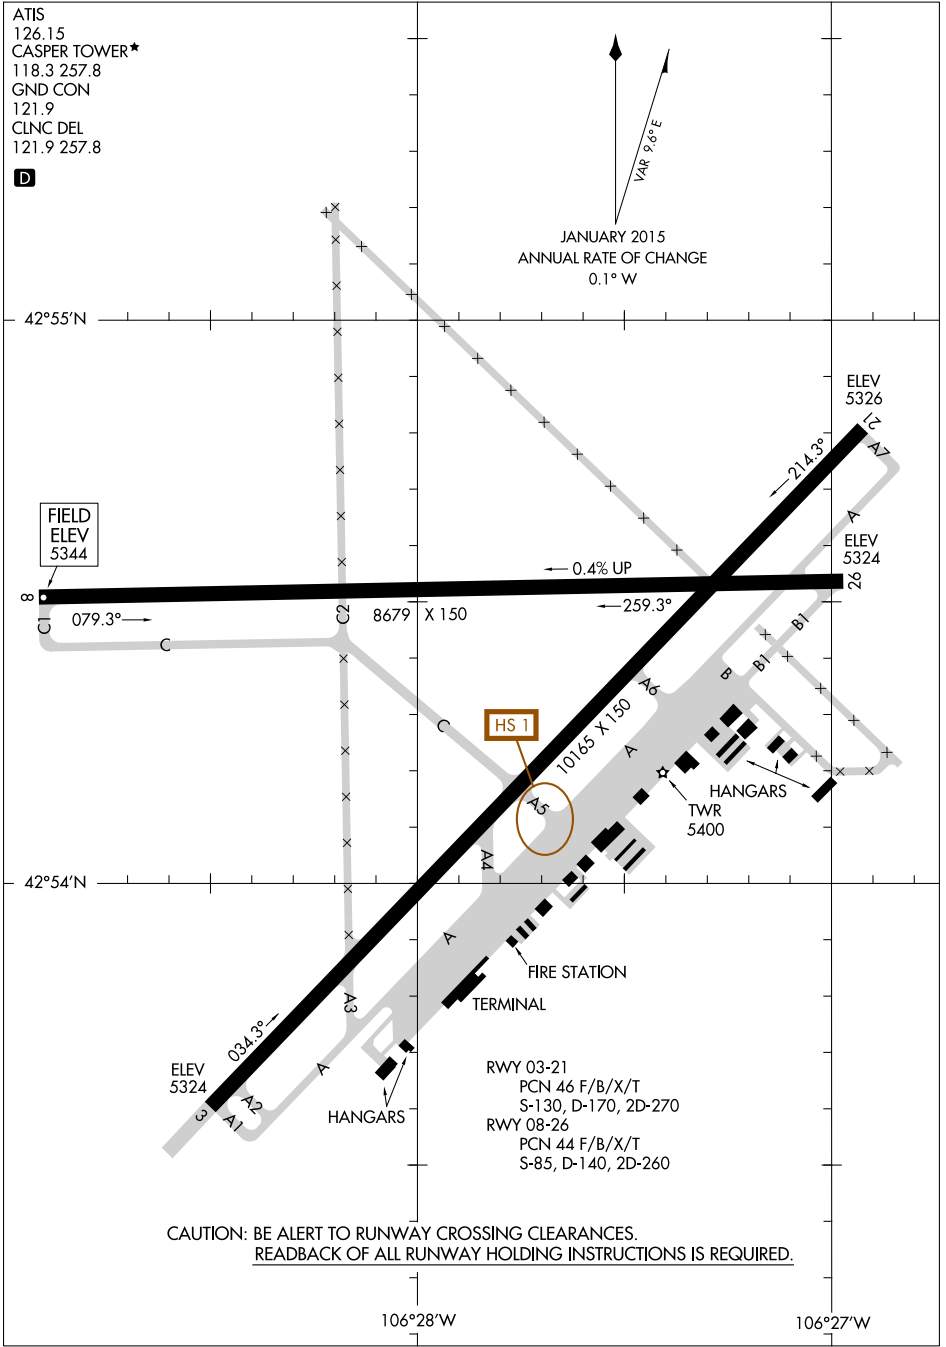 ATIS
126.15
CASPER TOWER★
118.3 257.8
GND CON
121.9
CLNC DEL
121.9 257.8
D
VAR 9.6° E
JANUARY 2015
ANNUAL RATE OF CHANGE
0.1° W
42°55'N
ELEV
5326
21
A7
214.3°
A
FIELD
ELEV
5344
ELEV
5324
0.4% UP
26
8
079.3°
C2
8679 X 150
259.3°
C1
C
B1
B1
B
A6
C
HS 1
10165 X 150
A
A5
HANGARS
TWR
5400
A4
42°54'N
A
FIRE STATION
A3
TERMINAL
034.3°
A
ELEV
5324
3
A2
A1
HANGARS
RWY 03-21
PCN 46 F/B/X/T
S-130, D-170, 2D-270
RWY 08-26
PCN 44 F/B/X/T
S-85, D-140, 2D-260
CAUTION: BE ALERT TO RUNWAY CROSSING CLEARANCES.
READBACK OF ALL RUNWAY HOLDING INSTRUCTIONS IS REQUIRED.
106°28'W
106°27'W